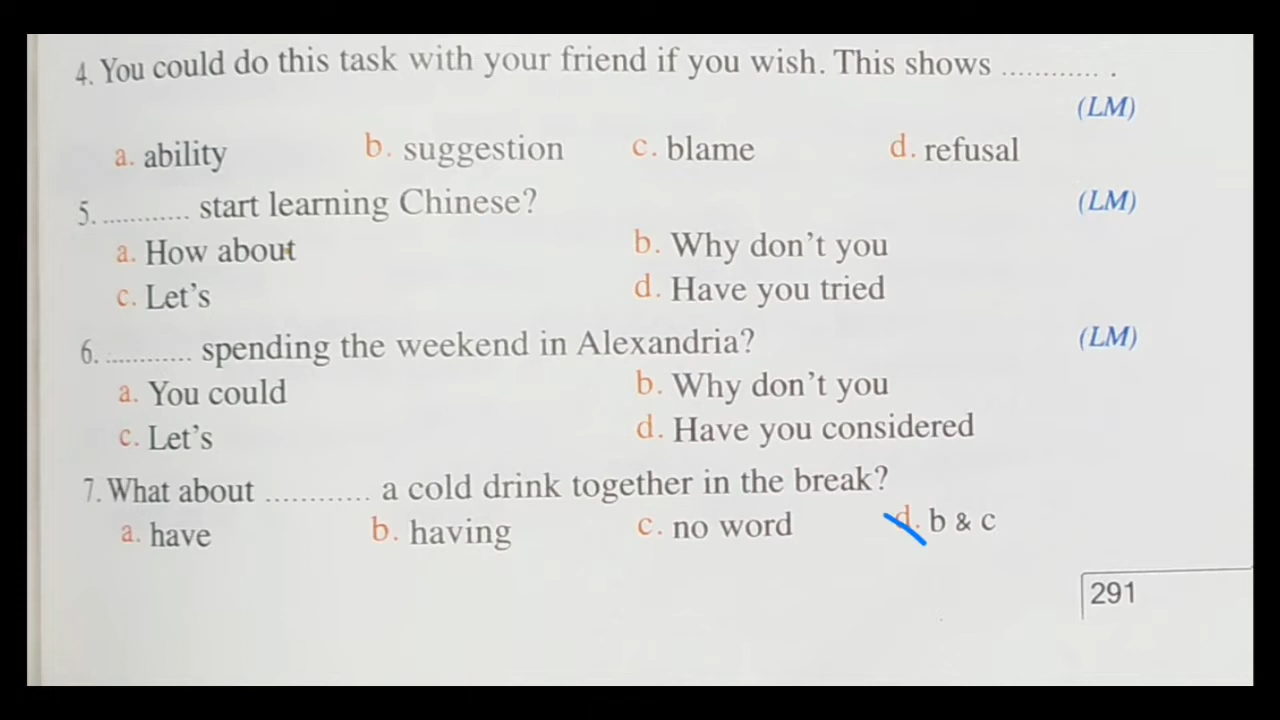 4. You could do this task with your friend if you wish. This shows ............ .
(LM)
a. ability b. suggestion c. blame d. refusal
5. ........... start learning Chinese? (LM)
a. How about b. Why don't you
c. Let's d. Have you tried
6. ........... spending the weekend in Alexandria? (LM)
a. You could b. Why don't you
c. Let's d. Have you considered
7. What about ............. a cold drink together in the break?
a. have b. having c. no word d. b & c
291